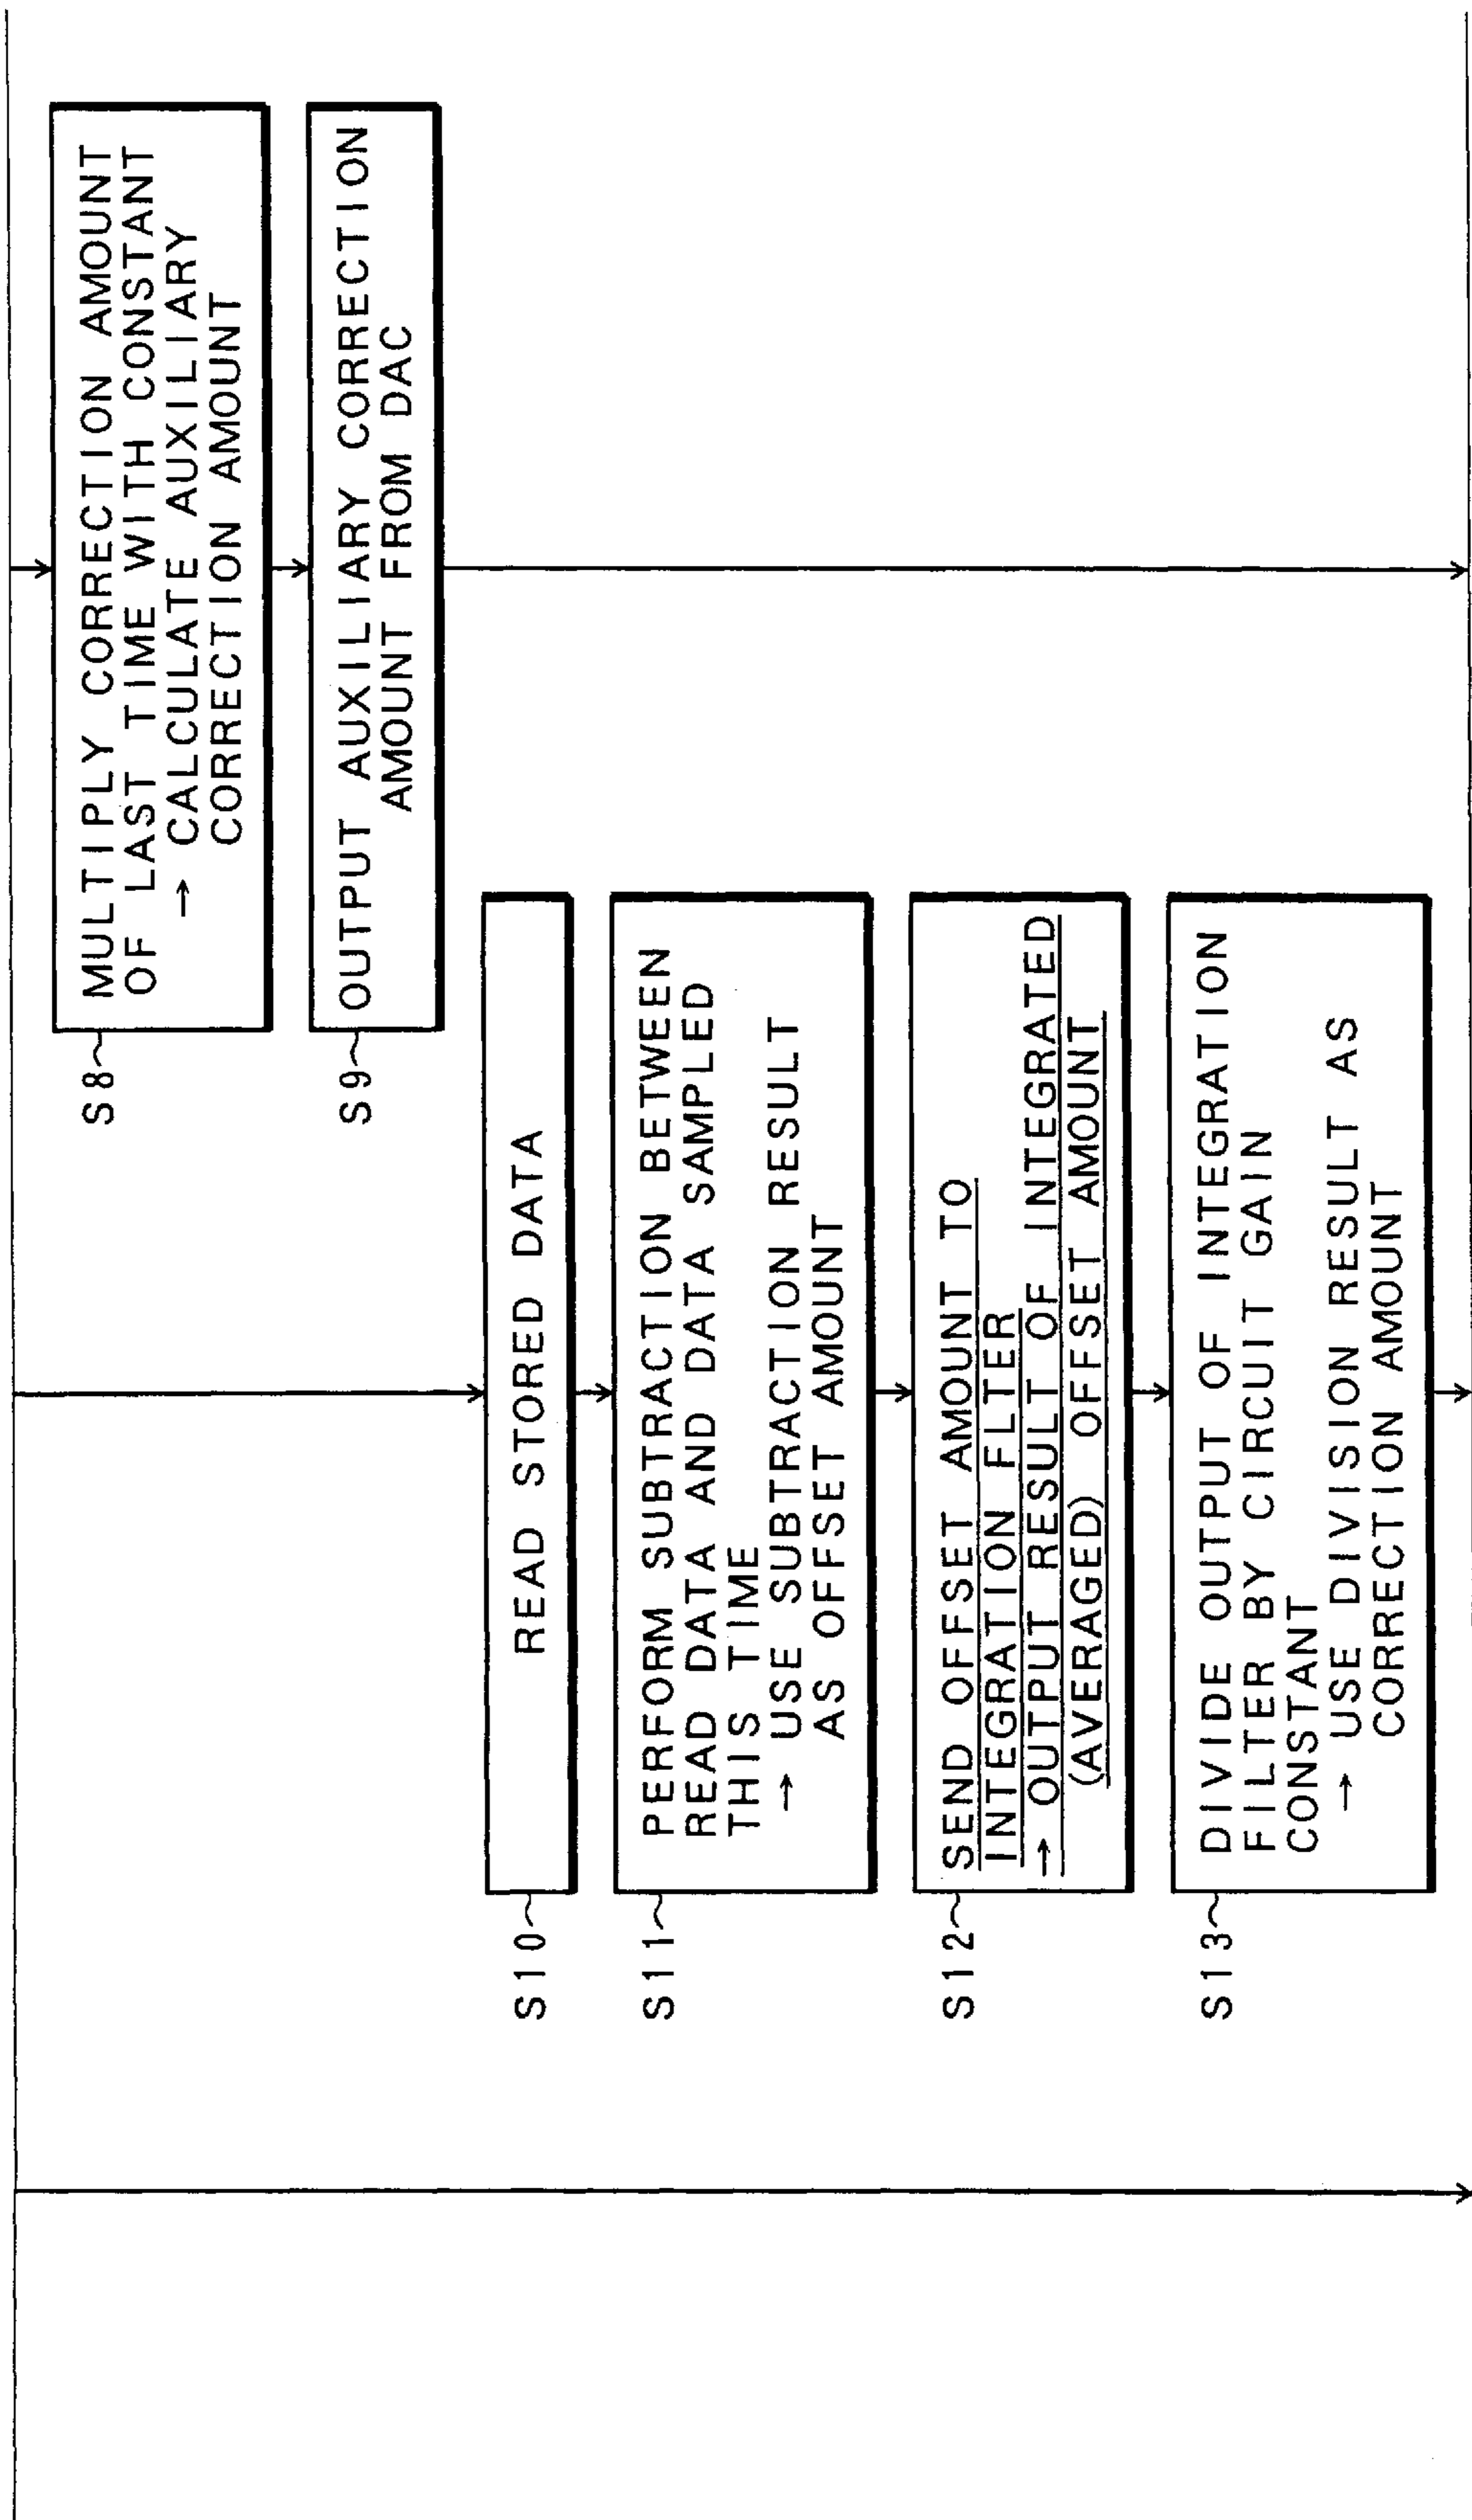 S8
MULTIPLY CORRECTION AMOUNT
OF LAST TIME WITH CONSTANT
→ CALCULATE AUXILIARY
CORRECTION AMOUNT
S9
OUTPUT AUXILIARY CORRECTION
AMOUNT FROM DAC
S10
READ STORED DATA
S11
PERFORM SUBTRACTION BETWEEN
READ DATA AND DATA SAMPLED
THIS TIME
→ USE SUBTRACTION RESULT
AS OFFSET AMOUNT
S12
SEND OFFSET AMOUNT TO
INTEGRATION FLTER
→ OUTPUT RESULT OF INTEGRATED
(AVERAGED) OFFSET AMOUNT
S13
DIVIDE OUTPUT OF INTEGRATION
FILTER BY CIRCUIT GAIN
CONSTANT
→ USE DIVISION RESULT AS
CORRECTION AMOUNT